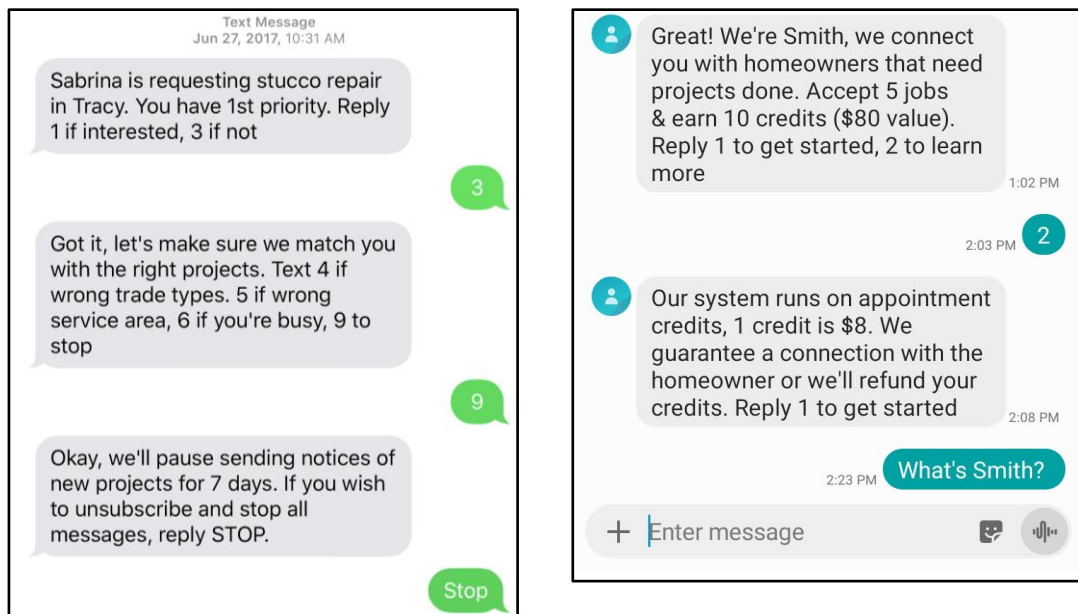 Text Message
Jun 27, 2017, 10:31 AM
Sabrina is requesting stucco repair
in Tracy. You have 1st priority. Reply
1 if interested, 3 if not
3
Got it, let's make sure we match you
with the right projects. Text 4 if
wrong trade types. 5 if wrong
service area, 6 if you're busy, 9 to
stop
9
Okay, we'll pause sending notices of
new projects for 7 days. If you wish
to unsubscribe and stop all
messages, reply STOP.
Stop
Great! We're Smith, we connect
you with homeowners that need
projects done. Accept 5 jobs
& earn 10 credits ($80 value).
Reply 1 to get started, 2 to learn
more
1:02 PM
2:03 PM 2
Our system runs on appointment
credits, 1 credit is $8. We
guarantee a connection with the
homeowner or we'll refund your
credits. Reply 1 to get started
2:08 PM
2:23 PM What's Smith?
Enter message